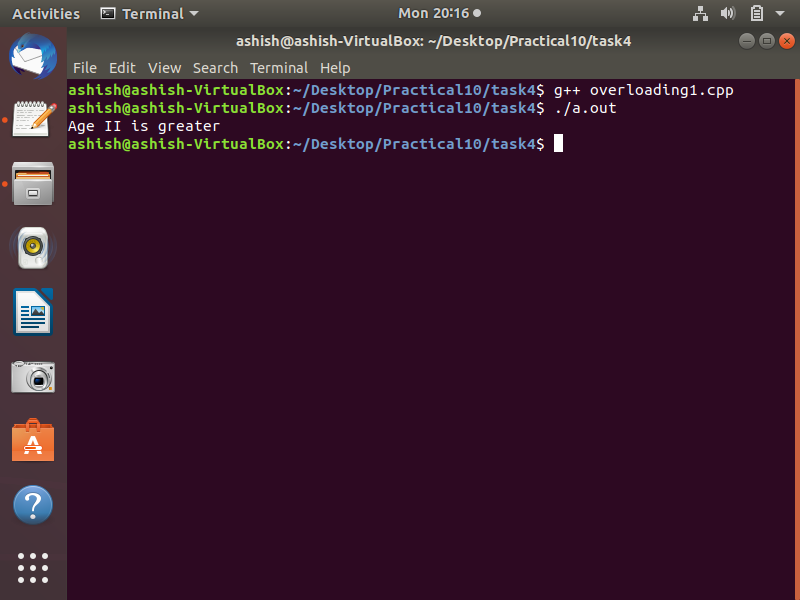 Activities Terminal Mon 20:16
ashish@ashish-VirtualBox: ~/Desktop/Practical10/task4
File Edit View Search Terminal Help
ashish@ashish-VirtualBox:~/Desktop/Practical10/task4$ g++ overloading1.cpp
ashish@ashish-VirtualBox:~/Desktop/Practical10/task4$ ./a.out
Age II is greater
ashish@ashish-VirtualBox:~/Desktop/Practical10/task4$